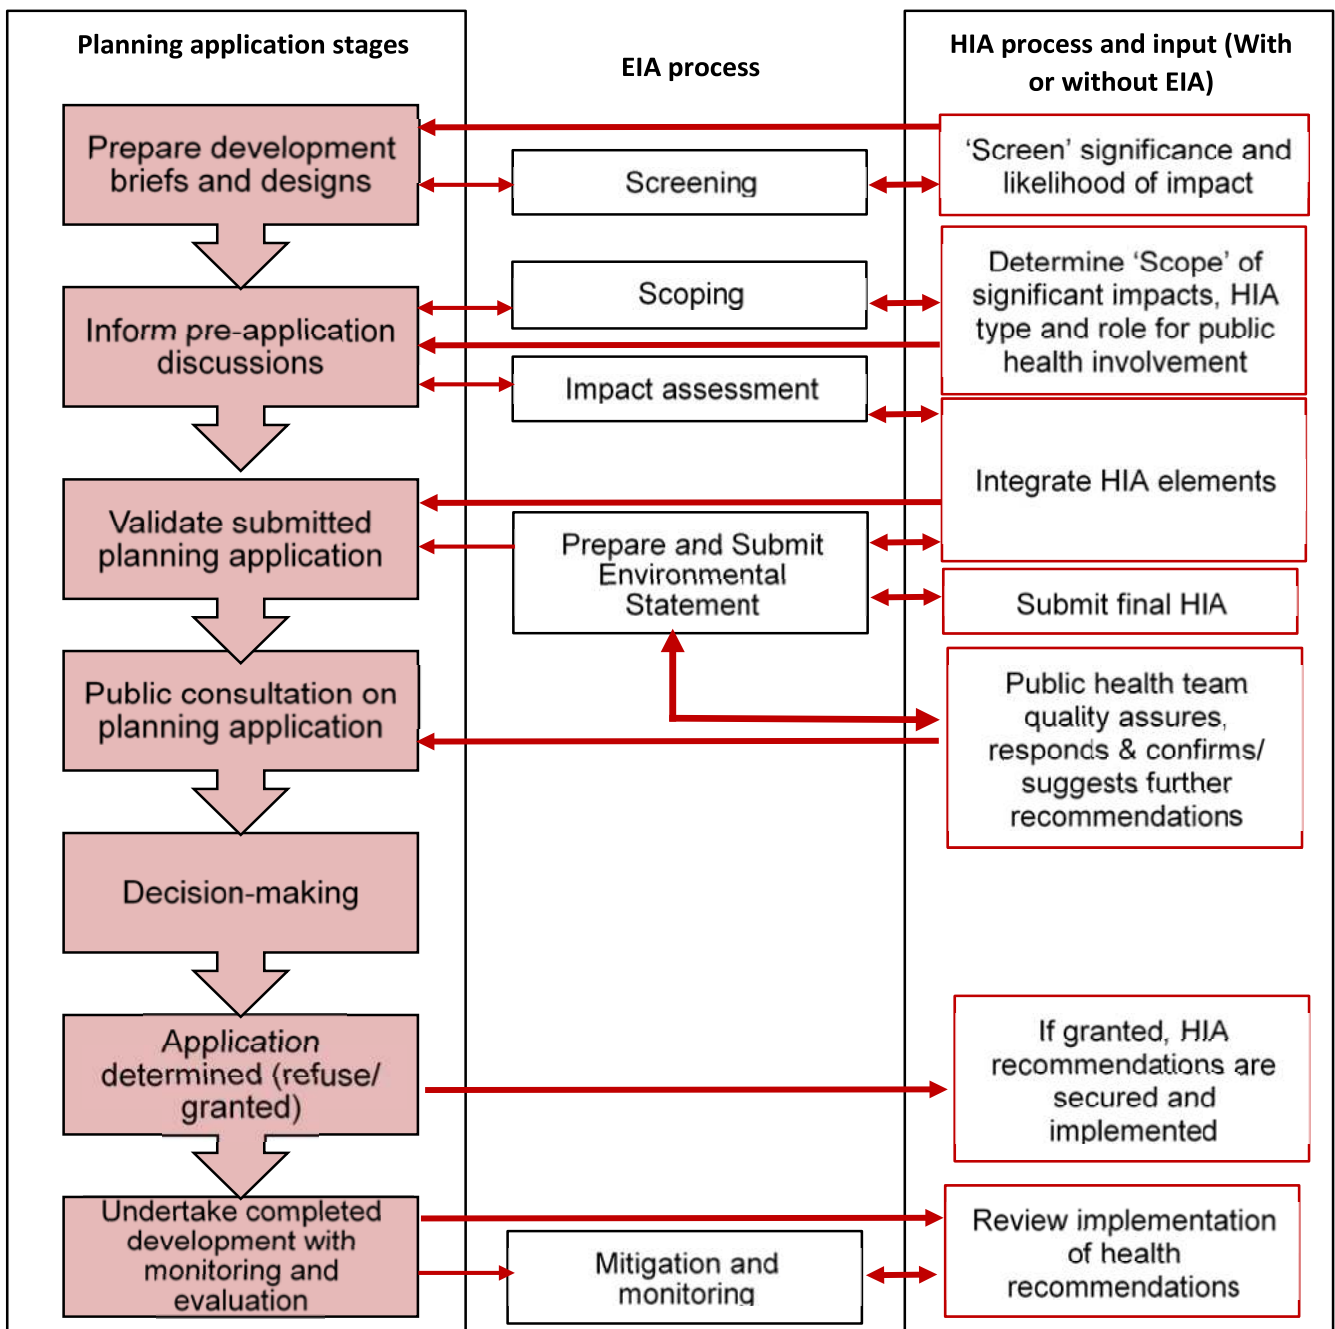 Planning application stages
Prepare development
briefs and designs
Inform pre-application
discussions
Validate submitted
planning application
Public consultation on
planning application
Decision-making
Application
determined (refuse/
granted)
Undertake completed
development with
monitoring and
evaluation
EIA process
Screening
Scoping
Impact assessment
Prepare and Submit
Environmental
Statement
Mitigation and
monitoring
HIA process and input (With
or without EIA)
‘Screen’ significance and
likelihood of impact
Determine ‘Scope’ of
significant impacts, HIA
type and role for public
health involvement
Integrate HIA elements
Submit final HIA
Public health team
quality assures,
responds & confirms/
suggests further
recommendations
If granted, HIA
recommendations are
secured and
implemented
Review implementation
of health
recommendations